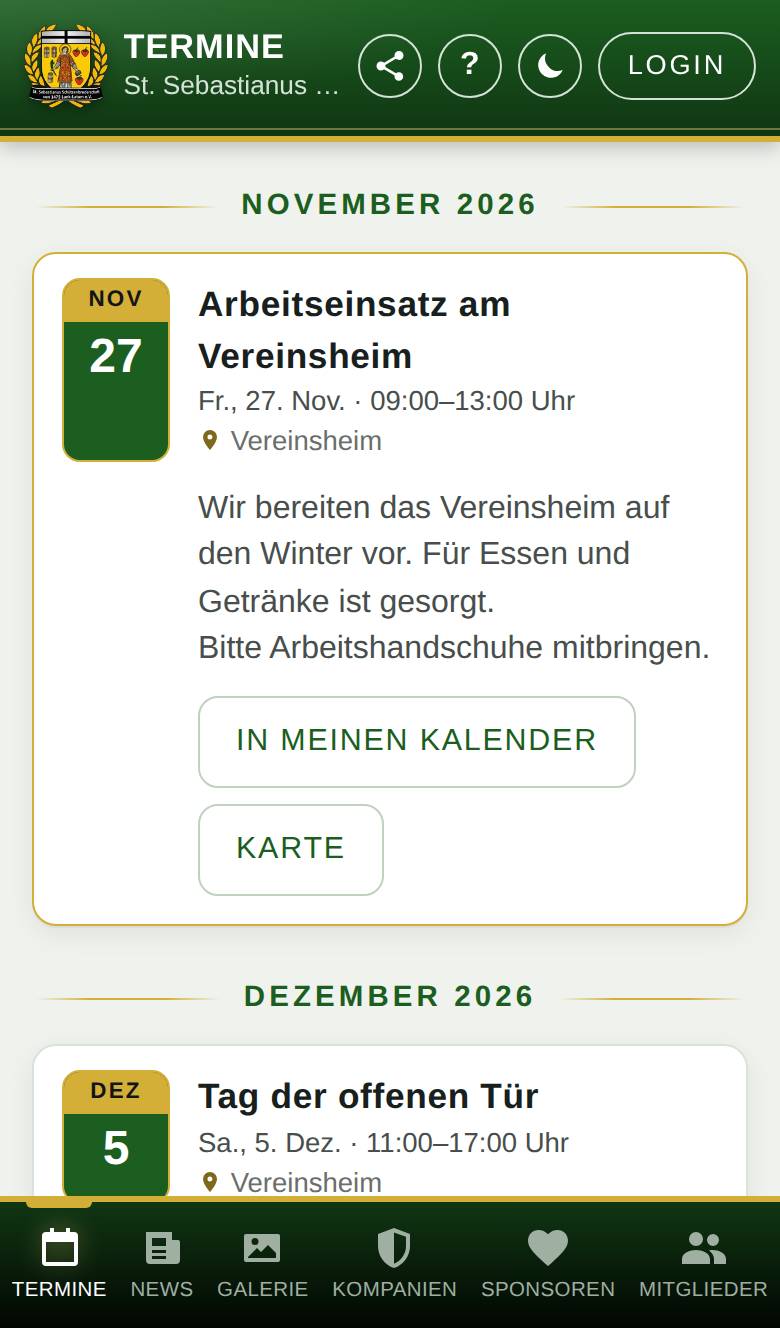 TERMINE
St. Sebastianus …
?
LOGIN
NOVEMBER 2026
NOV
27
Arbeitseinsatz am
Vereinsheim
Fr., 27. Nov. · 09:00–13:00 Uhr
Vereinsheim
Wir bereiten das Vereinsheim auf
den Winter vor. Für Essen und
Getränke ist gesorgt.
Bitte Arbeitshandschuhe mitbringen.
IN MEINEN KALENDER
KARTE
DEZEMBER 2026
DEZ
5
Tag der offenen Tür
Sa., 5. Dez. · 11:00–17:00 Uhr
Vereinsheim
TERMINE
NEWS
GALERIE
KOMPANIEN
SPONSOREN
MITGLIEDER